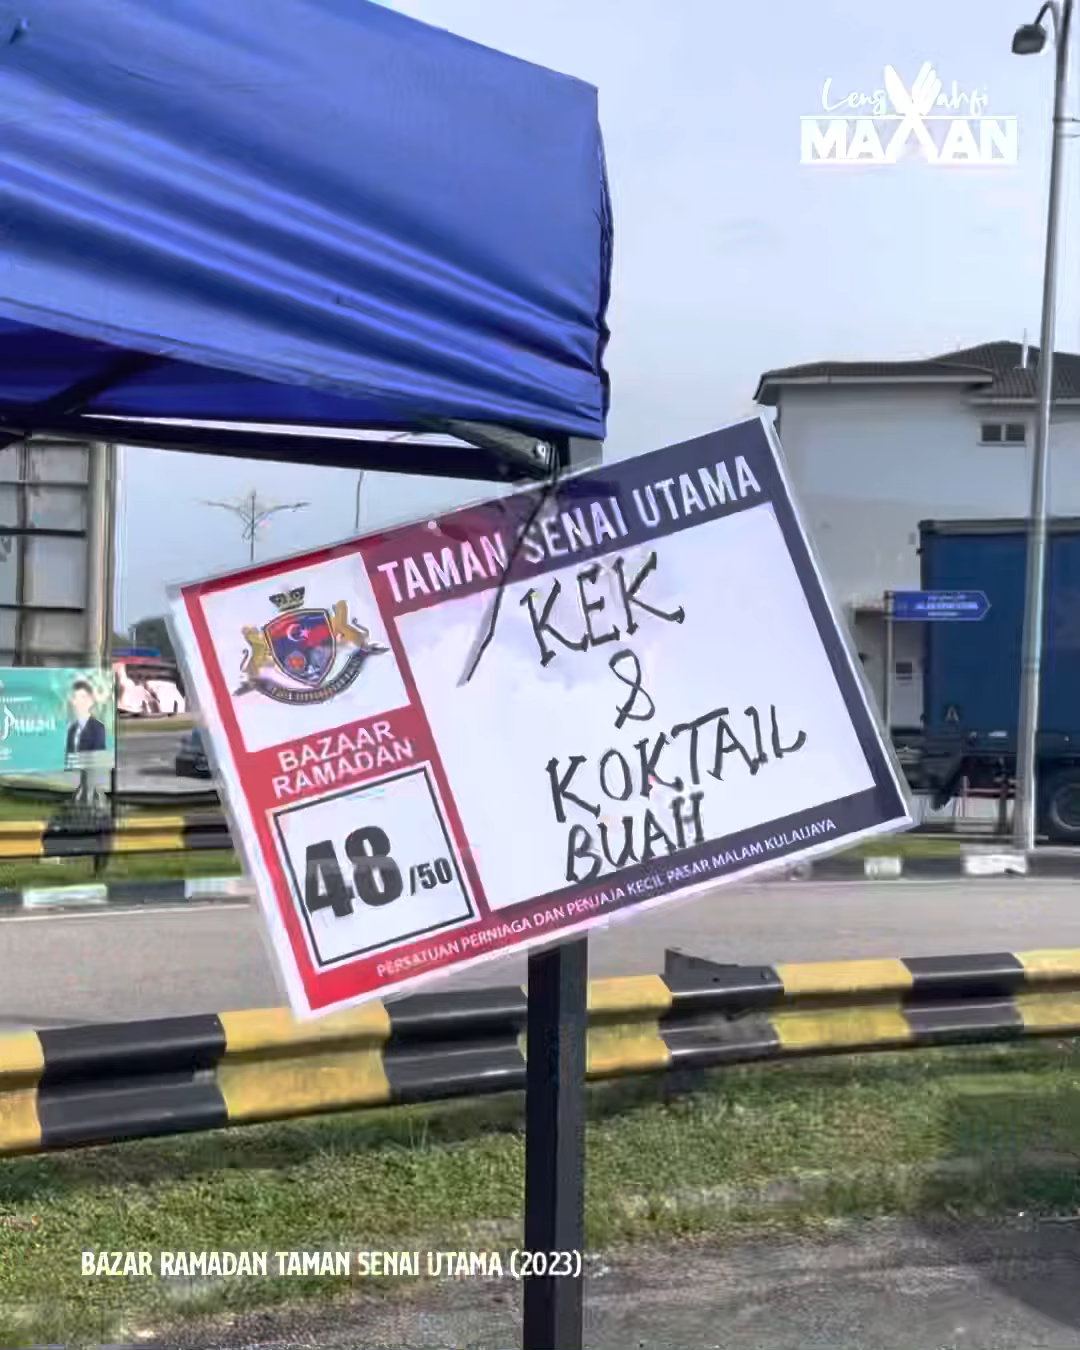 Leng Wahfi
MAKAN
TAMAN SENAI UTAMA
KEK
&
KOKTAIL
BUAH
BAZAAR
RAMADAN
48/50
PERSATUAN PERNIAGA DAN PENJAJA KECIL PASAR MALAM KULAIJAYA
A
BAZAR RAMADAN TAMAN SENAI UTAMA (2023)